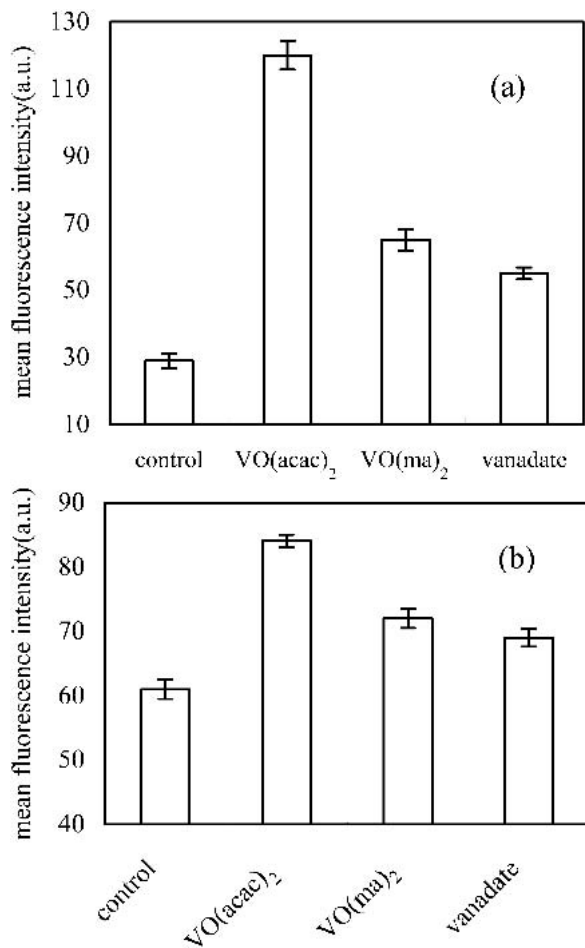 mean fluorescence intensity(a.u.)
130
110
90
70
50
30
10
(a)
control VO(acac)₂ VO(ma)₂ vanadate
mean fluorescence intensity(a.u.)
90
80
70
60
50
40
(b)
control VO(acac)₂ VO(ma)₂ vanadate